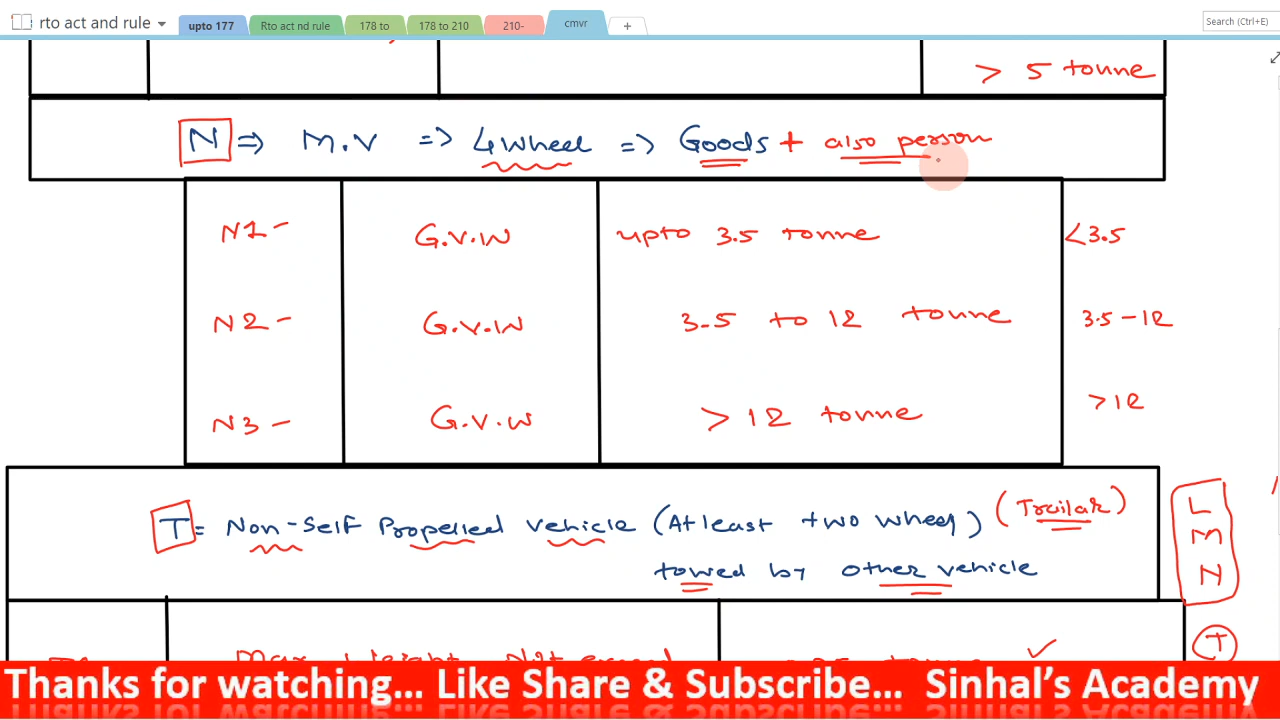 rto act and rule
upto 177
Rto act nd rule
178 to
178 to 210
210-
cmvr
+
Search (Ctrl+E)
> 5 tonne
N => M.V => 4 wheel => Goods + also person
N1 - G.V.W upto 3.5 tonne <3.5
N2 - G.V.W 3.5 to 12 tonne 3.5-12
N3 - G.V.W > 12 tonne >12
T = Non-Self Propelled vehicle (At least two wheel) (Trailar)
towed by other vehicle
L
M
N
T
Thanks for watching... Like Share & Subscribe... Sinhal's Academy